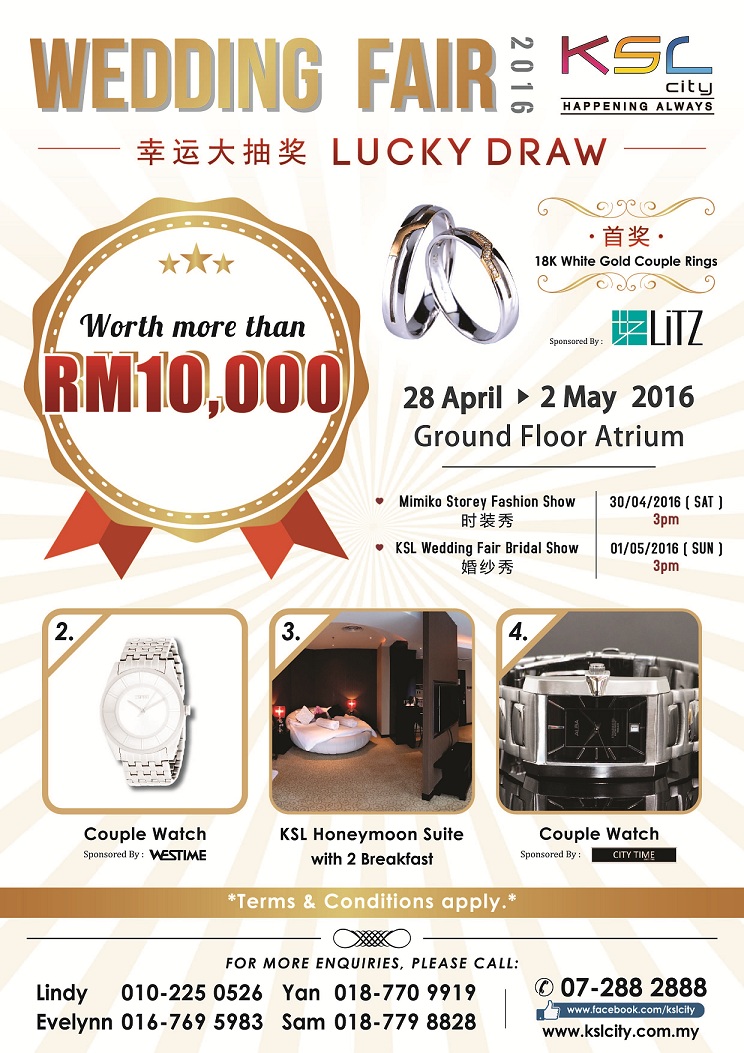 WEDDING FAIR 2016
KSL
city
HAPPENING ALWAYS
幸运大抽奖 LUCKY DRAW
Worth more than
RM10,000
·首奖·
18K White Gold Couple Rings
Sponsored By : LiTZ
28 April ▶ 2 May 2016
Ground Floor Atrium
Mimiko Storey Fashion Show 30/04/2016 ( SAT )
时装秀 3pm
KSL Wedding Fair Bridal Show 01/05/2016 ( SUN )
婚纱秀 3pm
2.
3.
4.
ALBA
Couple Watch
Sponsored By : WESTIME
KSL Honeymoon Suite
with 2 Breakfast
Couple Watch
Sponsored By : CITY TIME
*Terms & Conditions apply.*
FOR MORE ENQUIRIES, PLEASE CALL:
Lindy 010-225 0526 Yan 018-770 9919
Evelynn 016-769 5983 Sam 018-779 8828
07-288 2888
www.facebook.com/kslcity
www.kslcity.com.my